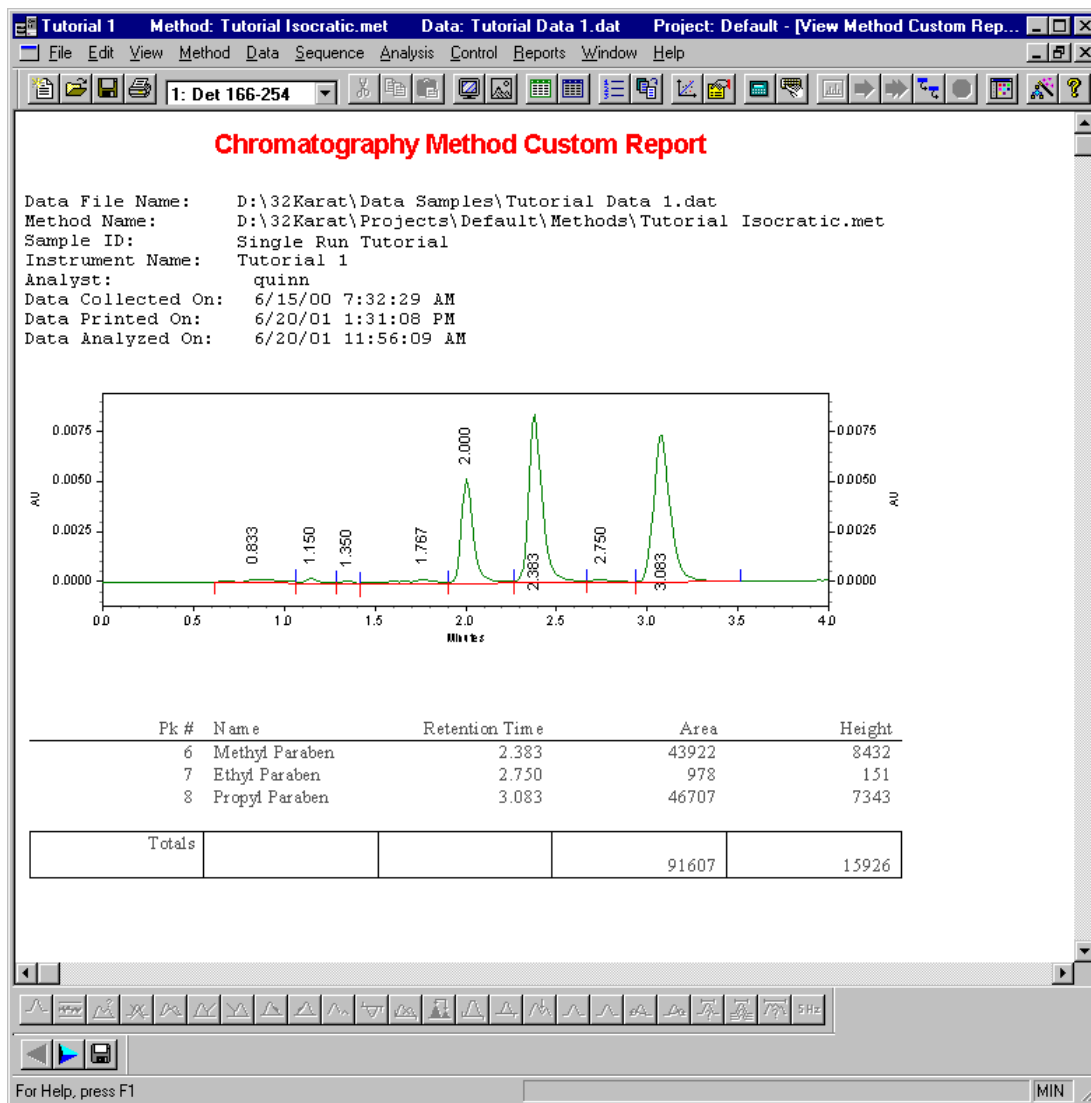 Tutorial 1 Method: Tutorial Isocratic.met Data: Tutorial Data 1.dat Project: Default - [View Method Custom Rep...
File Edit View Method Data Sequence Analysis Control Reports Window Help
1: Det 166-254
Chromatography Method Custom Report
Data File Name: D:\32Karat\Data Samples\Tutorial Data 1.dat
Method Name: D:\32Karat\Projects\Default\Methods\Tutorial Isocratic.met
Sample ID: Single Run Tutorial
Instrument Name: Tutorial 1
Analyst: quinn
Data Collected On: 6/15/00 7:32:29 AM
Data Printed On: 6/20/01 1:31:08 PM
Data Analyzed On: 6/20/01 11:56:09 AM
0.0075 0.0075
0.0050 0.0050
AU AU
0.0025 0.0025
0.0000 0.0000
0.833 1.150 1.350 1.767 2.000 2.383 2.750 3.083
0.0 0.5 1.0 1.5 2.0 2.5 3.0 3.5 4.0
Minutes
Pk # Name Retention Time Area Height
6 Methyl Paraben 2.383 43922 8432
7 Ethyl Paraben 2.750 978 151
8 Propyl Paraben 3.083 46707 7343
Totals
91607 15926
5Hz
For Help, press F1 MIN